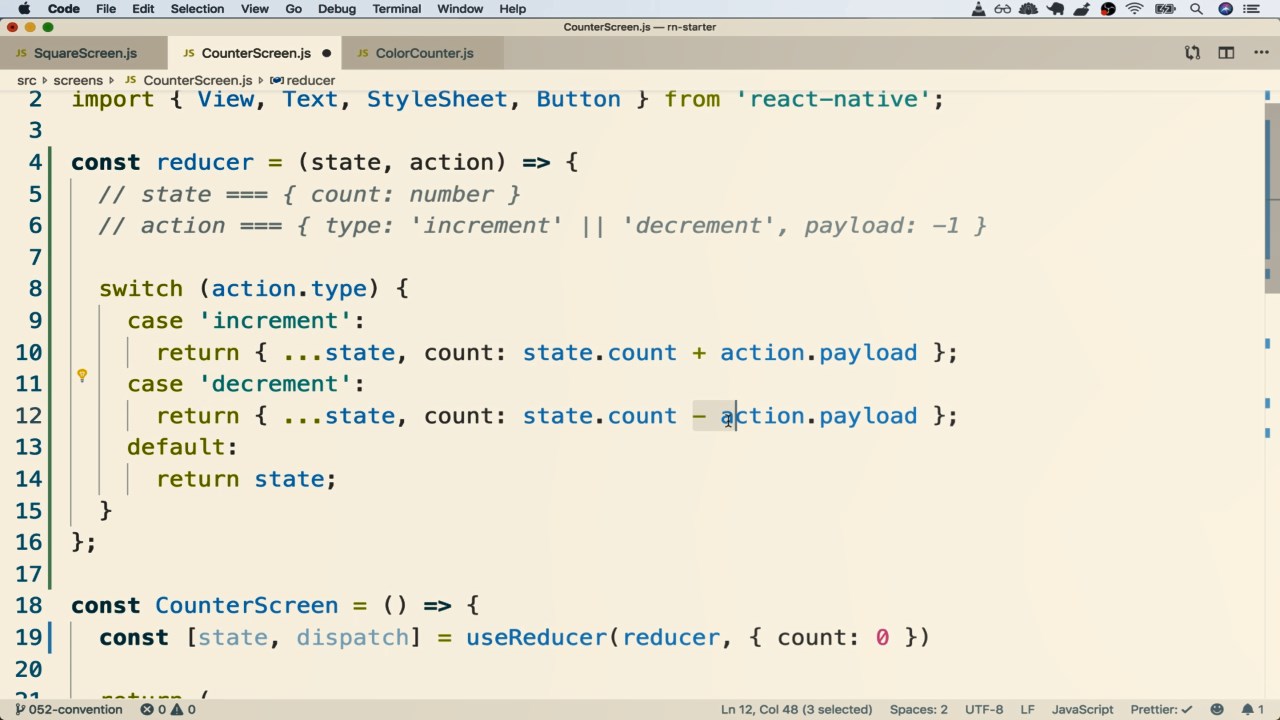 Code File Edit Selection View Go Debug Terminal Window Help
CounterScreen.js — rn-starter
JS SquareScreen.js JS CounterScreen.js ● JS ColorCounter.js
src screens JS CounterScreen.js reducer
2 import { View, Text, StyleSheet, Button } from 'react-native';
3
4 const reducer = (state, action) => {
5 // state === { count: number }
6 // action === { type: 'increment' || 'decrement', payload: -1 }
7
8 switch (action.type) {
9 case 'increment':
10 return { ...state, count: state.count + action.payload };
11 case 'decrement':
12 return { ...state, count: state.count - action.payload };
13 default:
14 return state;
15 }
16 };
17
18 const CounterScreen = () => {
19 const [state, dispatch] = useReducer(reducer, { count: 0 })
20
21 return (
052-convention 0 0 Ln 12, Col 48 (3 selected) Spaces: 2 UTF-8 LF JavaScript Prettier: ✓ 1